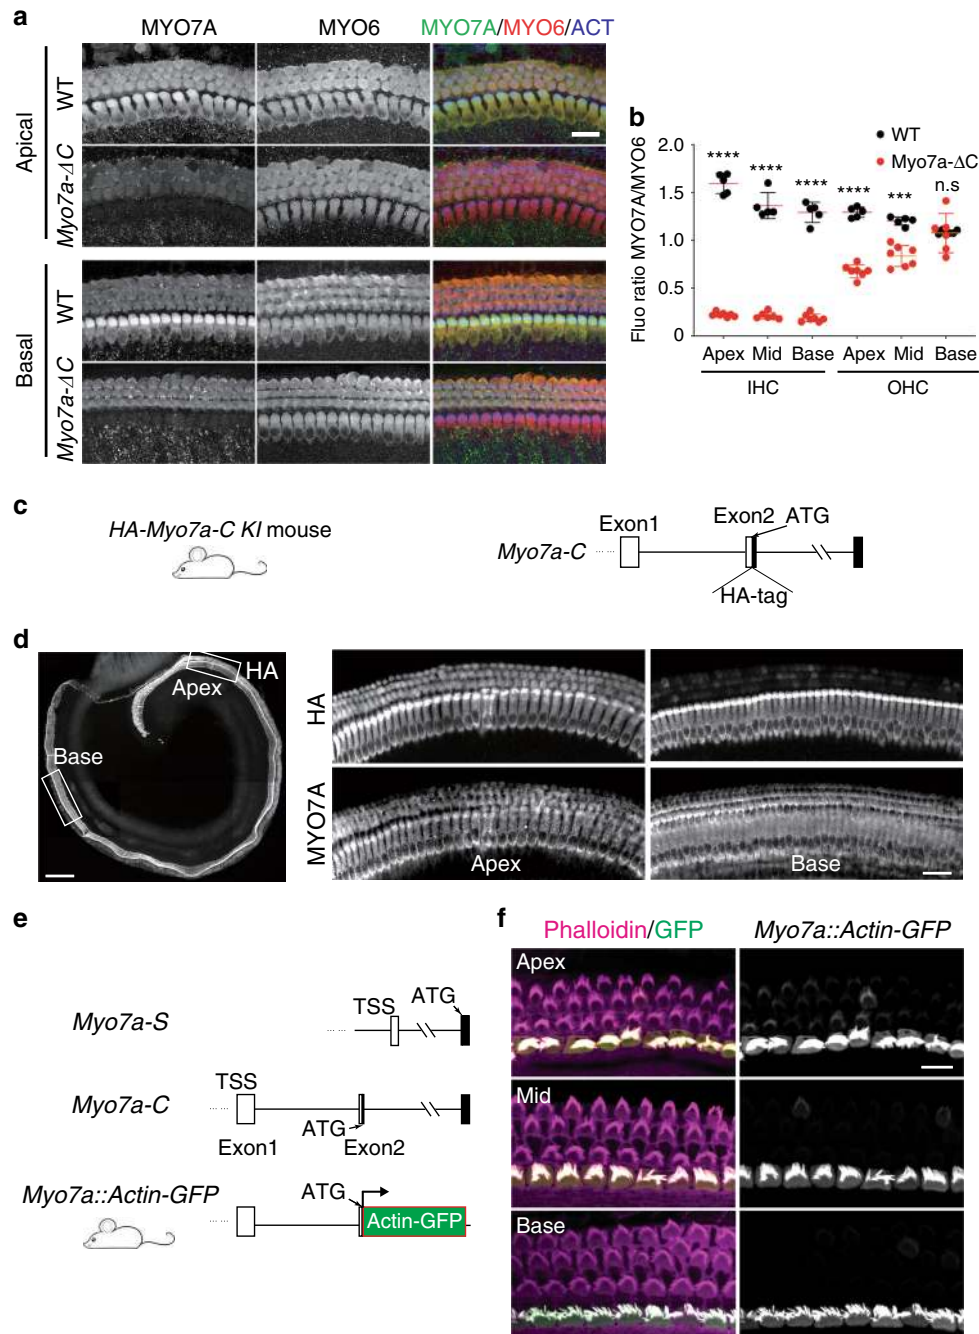 a
MYO7A
MYO6
MYO7A/MYO6/ACT
Apical
WT
Myo7a-ΔC
Basal
WT
Myo7a-ΔC
b
WT
Myo7a-ΔC
Fluo ratio MYO7A/MYO6
2.0
1.5
1.0
0.5
0
**** **** **** **** *** n.s
Apex Mid Base Apex Mid Base
IHC OHC
c
HA-Myo7a-C KI mouse
Myo7a-C
Exon1
Exon2
ATG
HA-tag
d
HA
Apex
Base
HA
MYO7A
Apex
Base
e
Myo7a-S
TSS
ATG
Myo7a-C
TSS
Exon1
ATG
Exon2
Myo7a::Actin-GFP
ATG
Actin-GFP
f
Phalloidin/GFP
Myo7a::Actin-GFP
Apex
Mid
Base